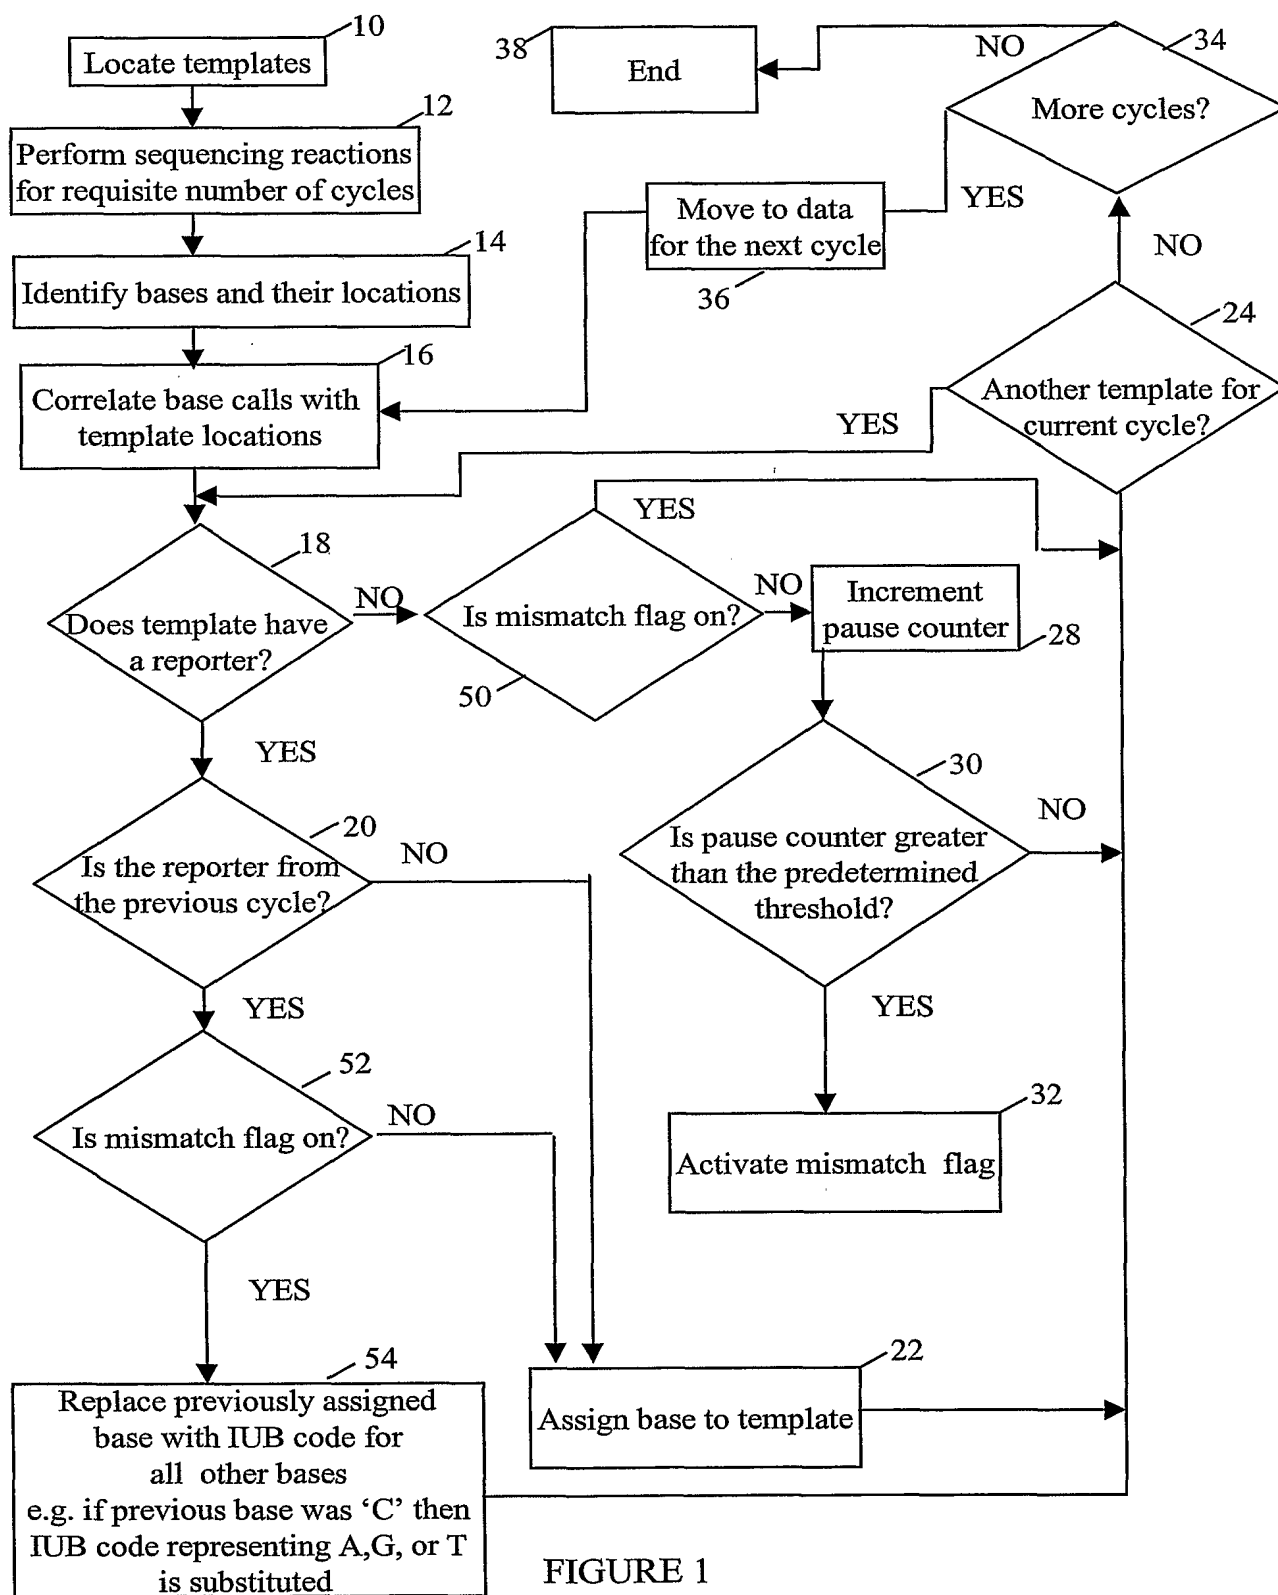 10
Locate templates
12
Perform sequencing reactions
for requisite number of cycles
14
Identify bases and their locations
16
Correlate base calls with
template locations
38
End
NO
34
More cycles?
YES
Move to data
for the next cycle
36
NO
24
Another template for
current cycle?
YES
18
Does template have
a reporter?
NO
YES
Is mismatch flag on?
50
NO
Increment
pause counter
28
YES
30
Is pause counter greater
than the predetermined
threshold?
NO
YES
32
Activate mismatch flag
20
Is the reporter from
the previous cycle?
NO
YES
52
Is mismatch flag on?
NO
YES
54
Replace previously assigned
base with IUB code for
all other bases
e.g. if previous base was ‘C’ then
IUB code representing A,G, or T
is substituted
22
Assign base to template
FIGURE 1